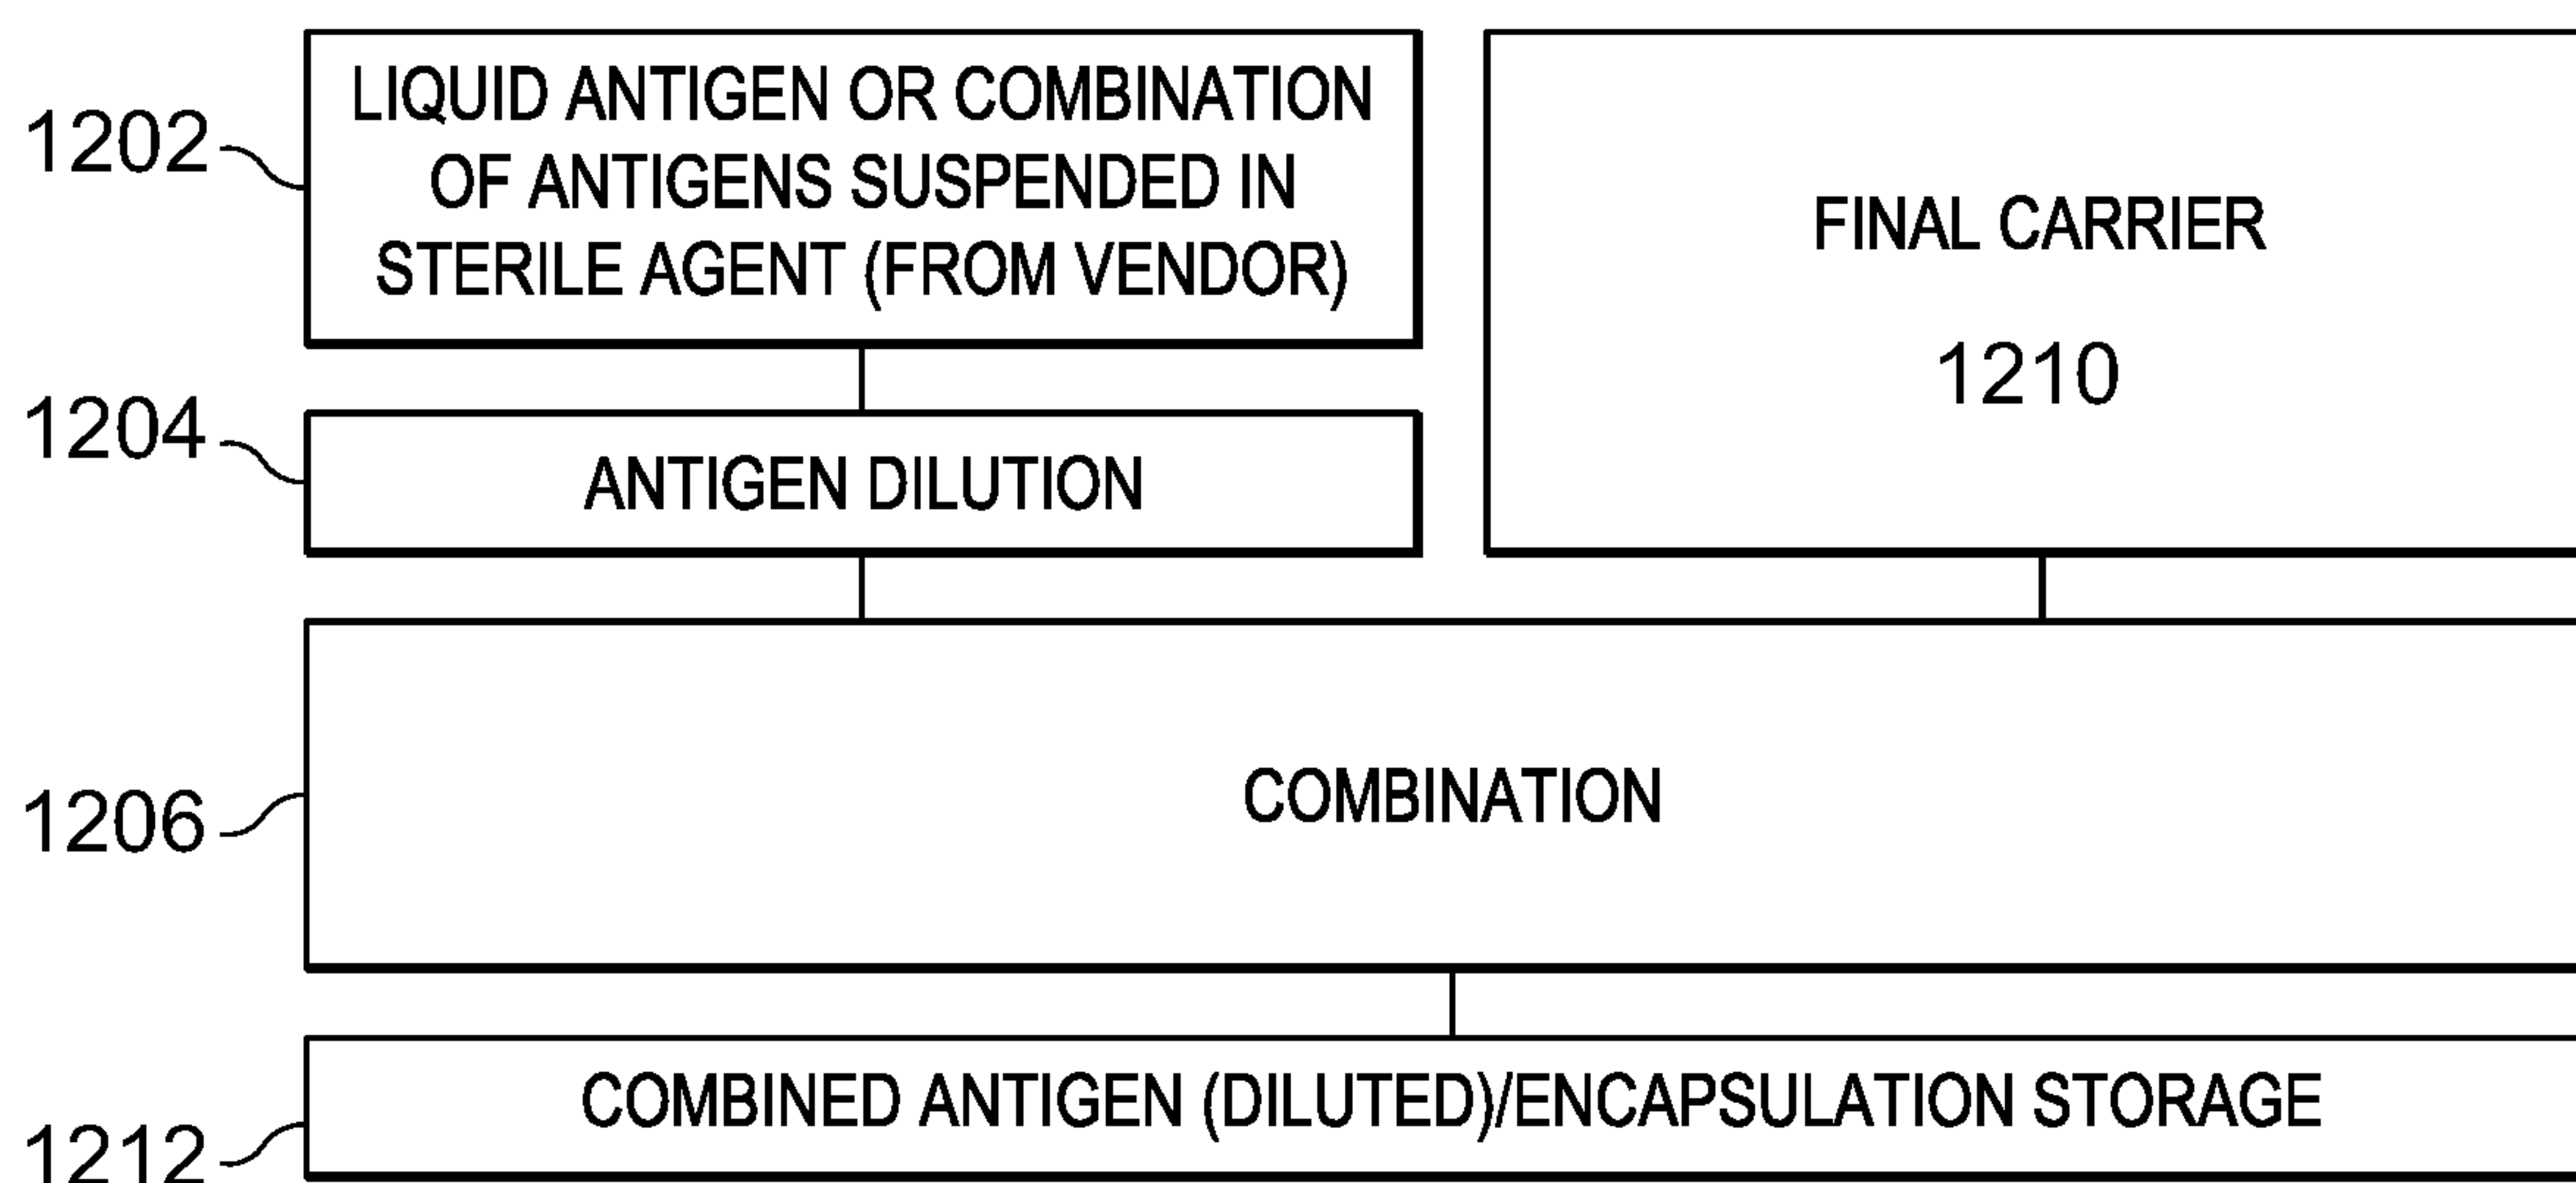 1202
LIQUID ANTIGEN OR COMBINATION
OF ANTIGENS SUSPENDED IN
STERILE AGENT (FROM VENDOR)
FINAL CARRIER
1210
1204
ANTIGEN DILUTION
1206
COMBINATION
1212
COMBINED ANTIGEN (DILUTED)/ENCAPSULATION STORAGE